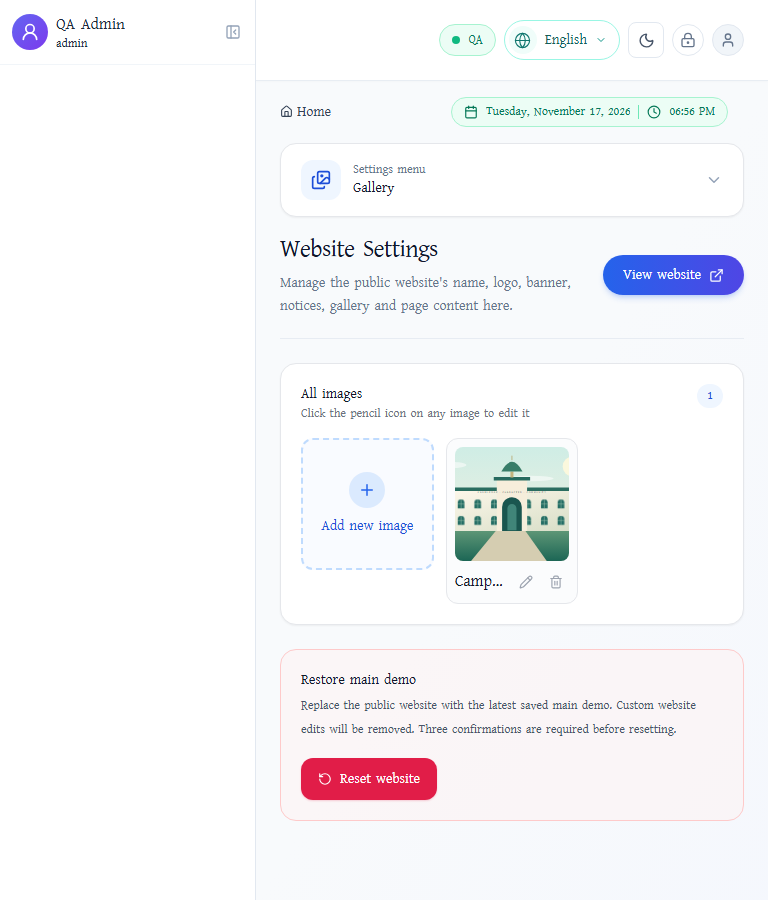 QA Admin
admin
QA
English
Home
Tuesday, November 17, 2026
06:56 PM
Settings menu
Gallery
Website Settings
Manage the public website's name, logo, banner,
notices, gallery and page content here.
View website
All images
1
Click the pencil icon on any image to edit it
Add new image
Camp...
Restore main demo
Replace the public website with the latest saved main demo. Custom website
edits will be removed. Three confirmations are required before resetting.
Reset website